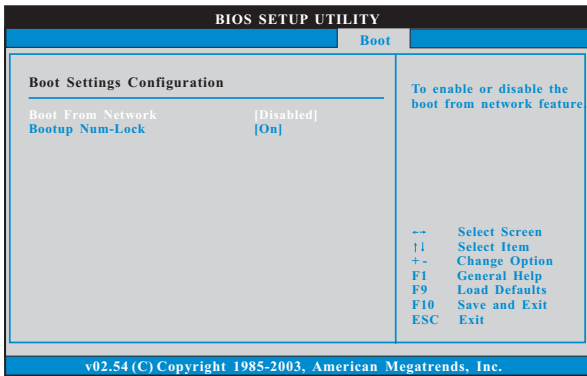 BIOS SETUP UTILITY
Boot
Boot Settings Configuration
Boot From Network [Disabled]
Bootup Num-Lock [On]
To enable or disable the
boot from network feature.
←→ Select Screen
↑↓ Select Item
+ - Change Option
F1 General Help
F9 Load Defaults
F10 Save and Exit
ESC Exit
v02.54 (C) Copyright 1985-2003, American Megatrends, Inc.